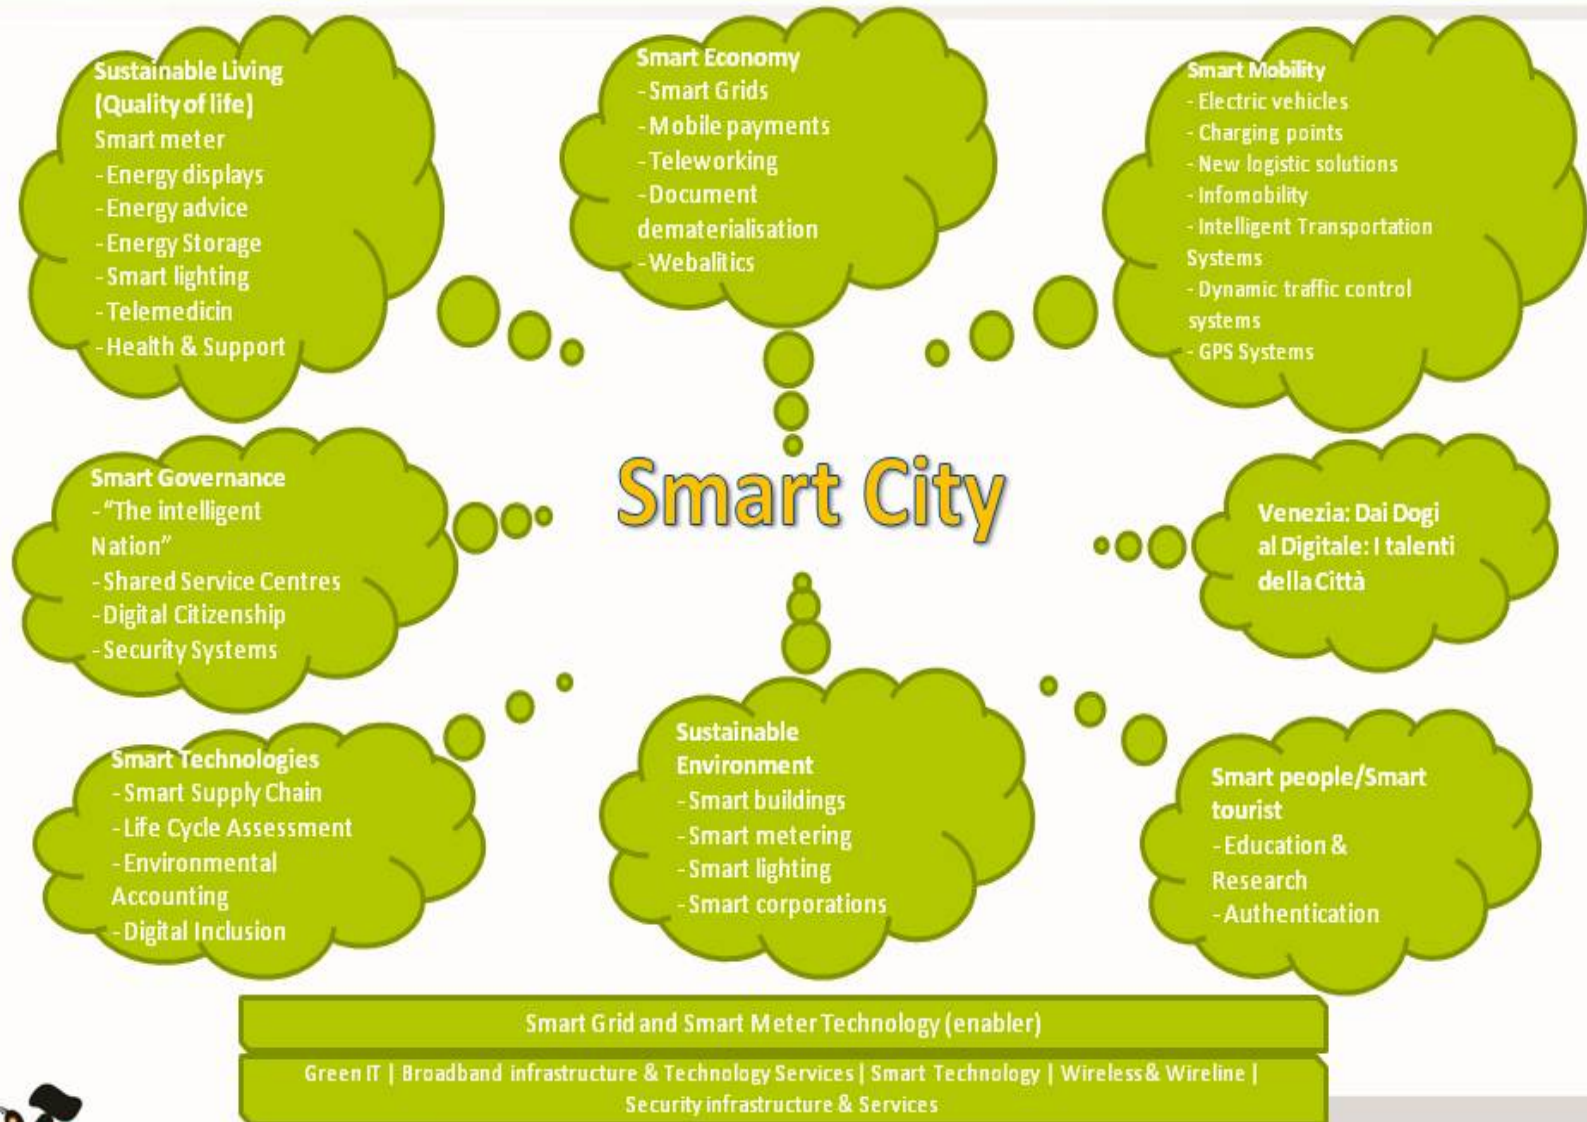 Sustainable Living
(Quality of life)
Smart meter
- Energy displays
- Energy advice
- Energy Storage
- Smart lighting
- Telemedicin
- Health & Support
Smart Economy
- Smart Grids
- Mobile payments
- Teleworking
- Document
dematerialisation
- Webalitics
Smart Mobility
- Electric vehicles
- Charging points
- New logistic solutions
- Infomobility
- Intelligent Transportation
Systems
- Dynamic traffic control
systems
- GPS Systems
Smart Governance
- “The intelligent
Nation”
- Shared Service Centres
- Digital Citizenship
- Security Systems
Smart City
Venezia: Dai Dogi
al Digitale: I talenti
della Città
Smart Technologies
- Smart Supply Chain
- Life Cycle Assessment
- Environmental
Accounting
- Digital Inclusion
Sustainable
Environment
- Smart buildings
- Smart metering
- Smart lighting
- Smart corporations
Smart people/Smart
tourist
- Education &
Research
- Authentication
Smart Grid and Smart Meter Technology (enabler)
Green IT | Broadband infrastructure & Technology Services | Smart Technology | Wireless & Wireline |
Security infrastructure & Services